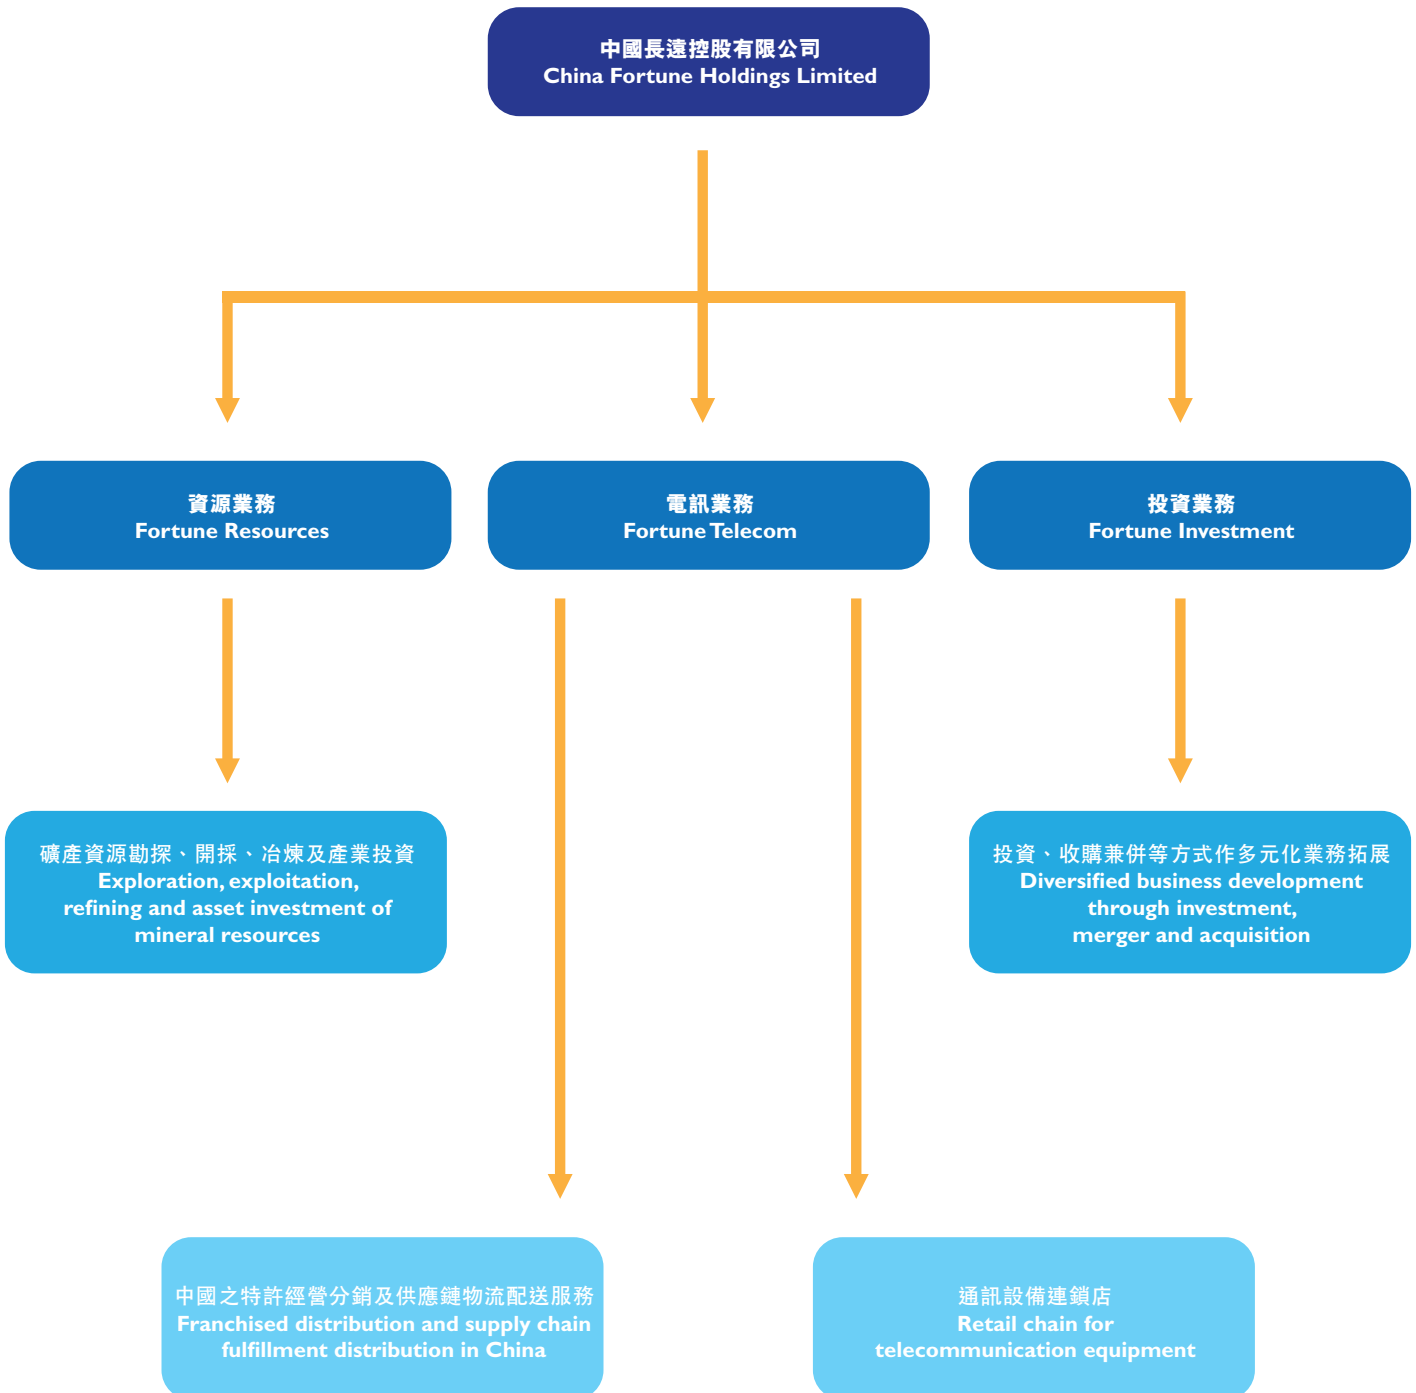 中國長遠控股有限公司
China Fortune Holdings Limited
資源業務
Fortune Resources
電訊業務
Fortune Telecom
投資業務
Fortune Investment
礦產資源勘探、開採、冶煉及產業投資
Exploration, exploitation,
refining and asset investment of
mineral resources
投資、收購兼併等方式作多元化業務拓展
Diversified business development
through investment,
merger and acquisition
中國之特許經營分銷及供應鏈物流配送服務
Franchised distribution and supply chain
fulfillment distribution in China
通訊設備連鎖店
Retail chain for
telecommunication equipment